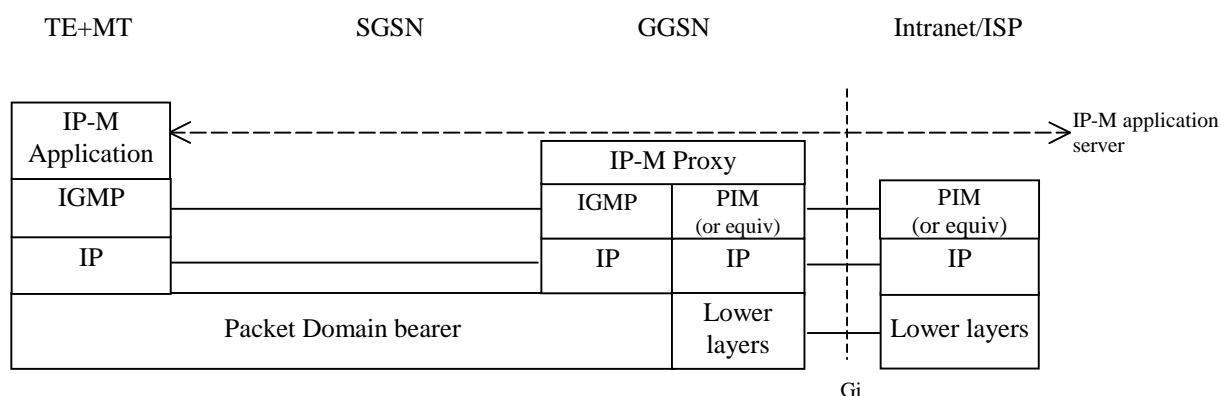 TE+MT SGSN GGSN Intranet/ISP
IP-M
Application
IP-M application
server
IP-M Proxy
IGMP IGMP PIM
(or equiv) PIM
(or equiv)
IP IP IP IP
Packet Domain bearer Lower
layers Lower layers
Gi